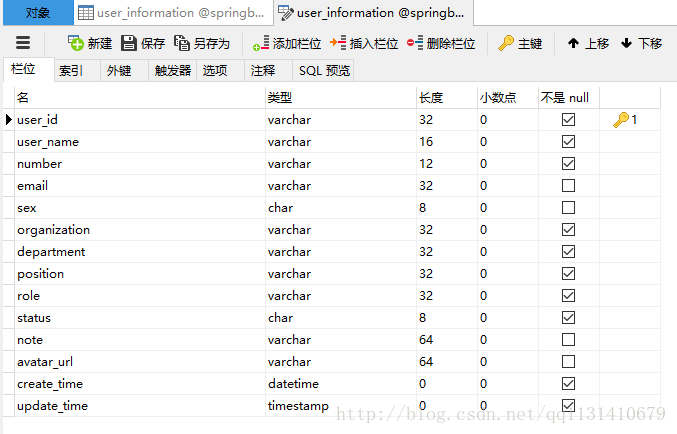 对象 user_information @springb... user_information @springb...
新建 保存 另存为 添加栏位 插入栏位 删除栏位 主键 上移 下移
栏位 索引 外键 触发器 选项 注释 SQL 预览
名 类型 长度 小数点 不是 null
user_id varchar 32 0 1
user_name varchar 16 0
number varchar 12 0
email varchar 32 0
sex char 8 0
organization varchar 32 0
department varchar 32 0
position varchar 32 0
role varchar 32 0
status char 8 0
note varchar 64 0
avatar_url varchar 64 0
create_time datetime 0 0
update_time timestamp 0 0
http://blog.csdn.net/qq1131410679